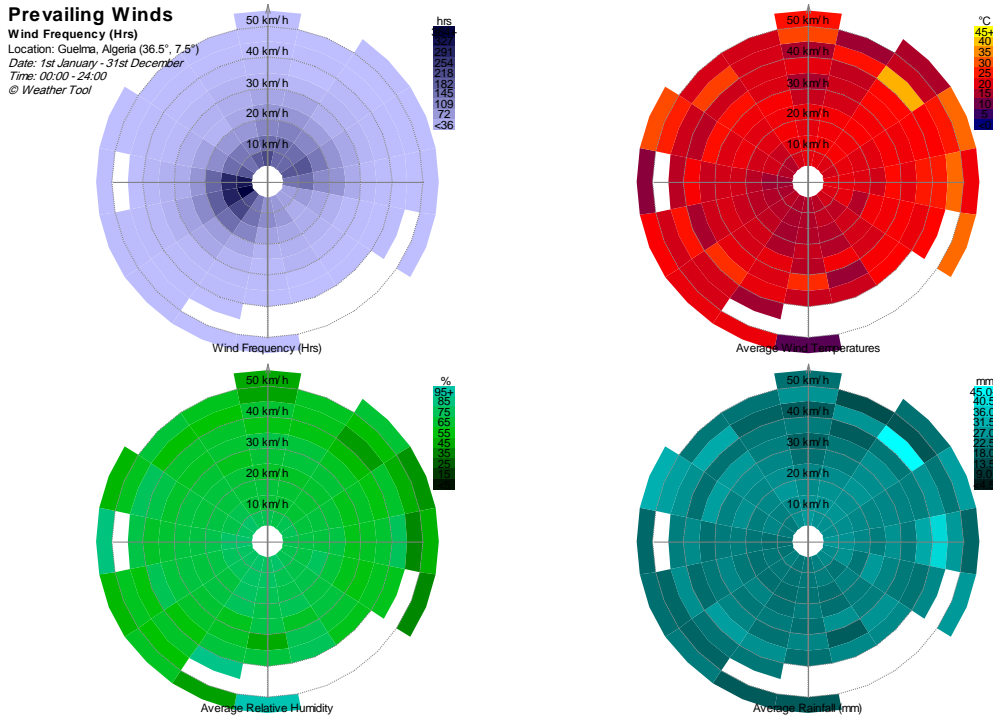 Prevailing Winds
Wind Frequency (Hrs)
Location: Guelma, Algeria (36.5°, 7.5°)
Date: 1st January - 31st December
Time: 00:00 - 24:00
© Weather Tool
50 km/h
40 km/h
30 km/h
20 km/h
10 km/h
hrs
327
291
254
218
182
145
109
72
<36
Wind Frequency (Hrs)
50 km/h
40 km/h
30 km/h
20 km/h
10 km/h
°C
45+
40
35
30
25
20
15
10
5
Average Wind Temperatures
50 km/h
40 km/h
30 km/h
20 km/h
10 km/h
%
95+
85
75
65
55
45
35
25
15
Average Relative Humidity
50 km/h
40 km/h
30 km/h
20 km/h
10 km/h
mm
45.0
40.5
36.0
31.5
27.0
22.5
18.0
13.5
9.0
Average Rainfall (mm)